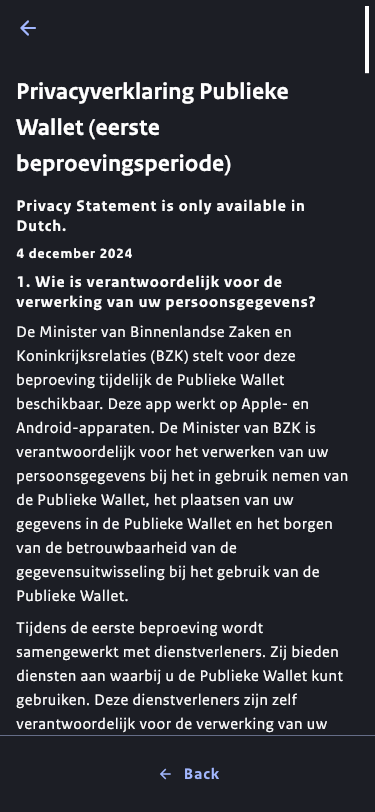 Privacyverklaring Publieke
Wallet (eerste
beproevingsperiode)
Privacy Statement is only available in
Dutch.
4 december 2024
1. Wie is verantwoordelijk voor de
verwerking van uw persoonsgegevens?
De Minister van Binnenlandse Zaken en
Koninkrijksrelaties (BZK) stelt voor deze
beproeving tijdelijk de Publieke Wallet
beschikbaar. Deze app werkt op Apple- en
Android-apparaten. De Minister van BZK is
verantwoordelijk voor het verwerken van uw
persoonsgegevens bij het in gebruik nemen van
de Publieke Wallet, het plaatsen van uw
gegevens in de Publieke Wallet en het borgen
van de betrouwbaarheid van de
gegevensuitwisseling bij het gebruik van de
Publieke Wallet.
Tijdens de eerste beproeving wordt
samengewerkt met dienstverleners. Zij bieden
diensten aan waarbij u de Publieke Wallet kunt
gebruiken. Deze dienstverleners zijn zelf
verantwoordelijk voor de verwerking van uw
Back